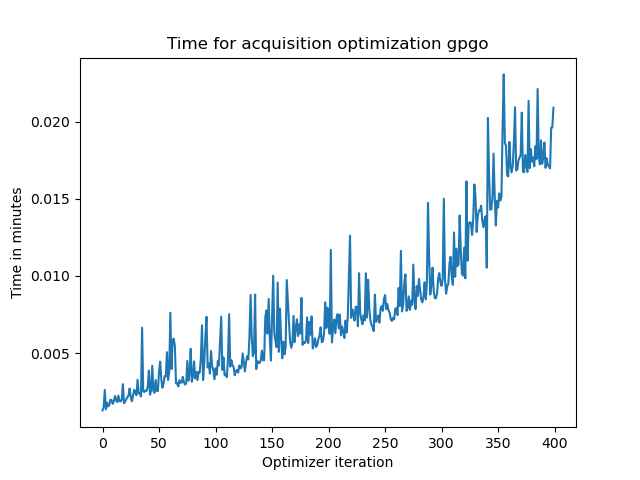 Time for acquisition optimization gpgo
0.020
0.015
0.010
0.005
Time in minutes
0 50 100 150 200 250 300 350 400
Optimizer iteration